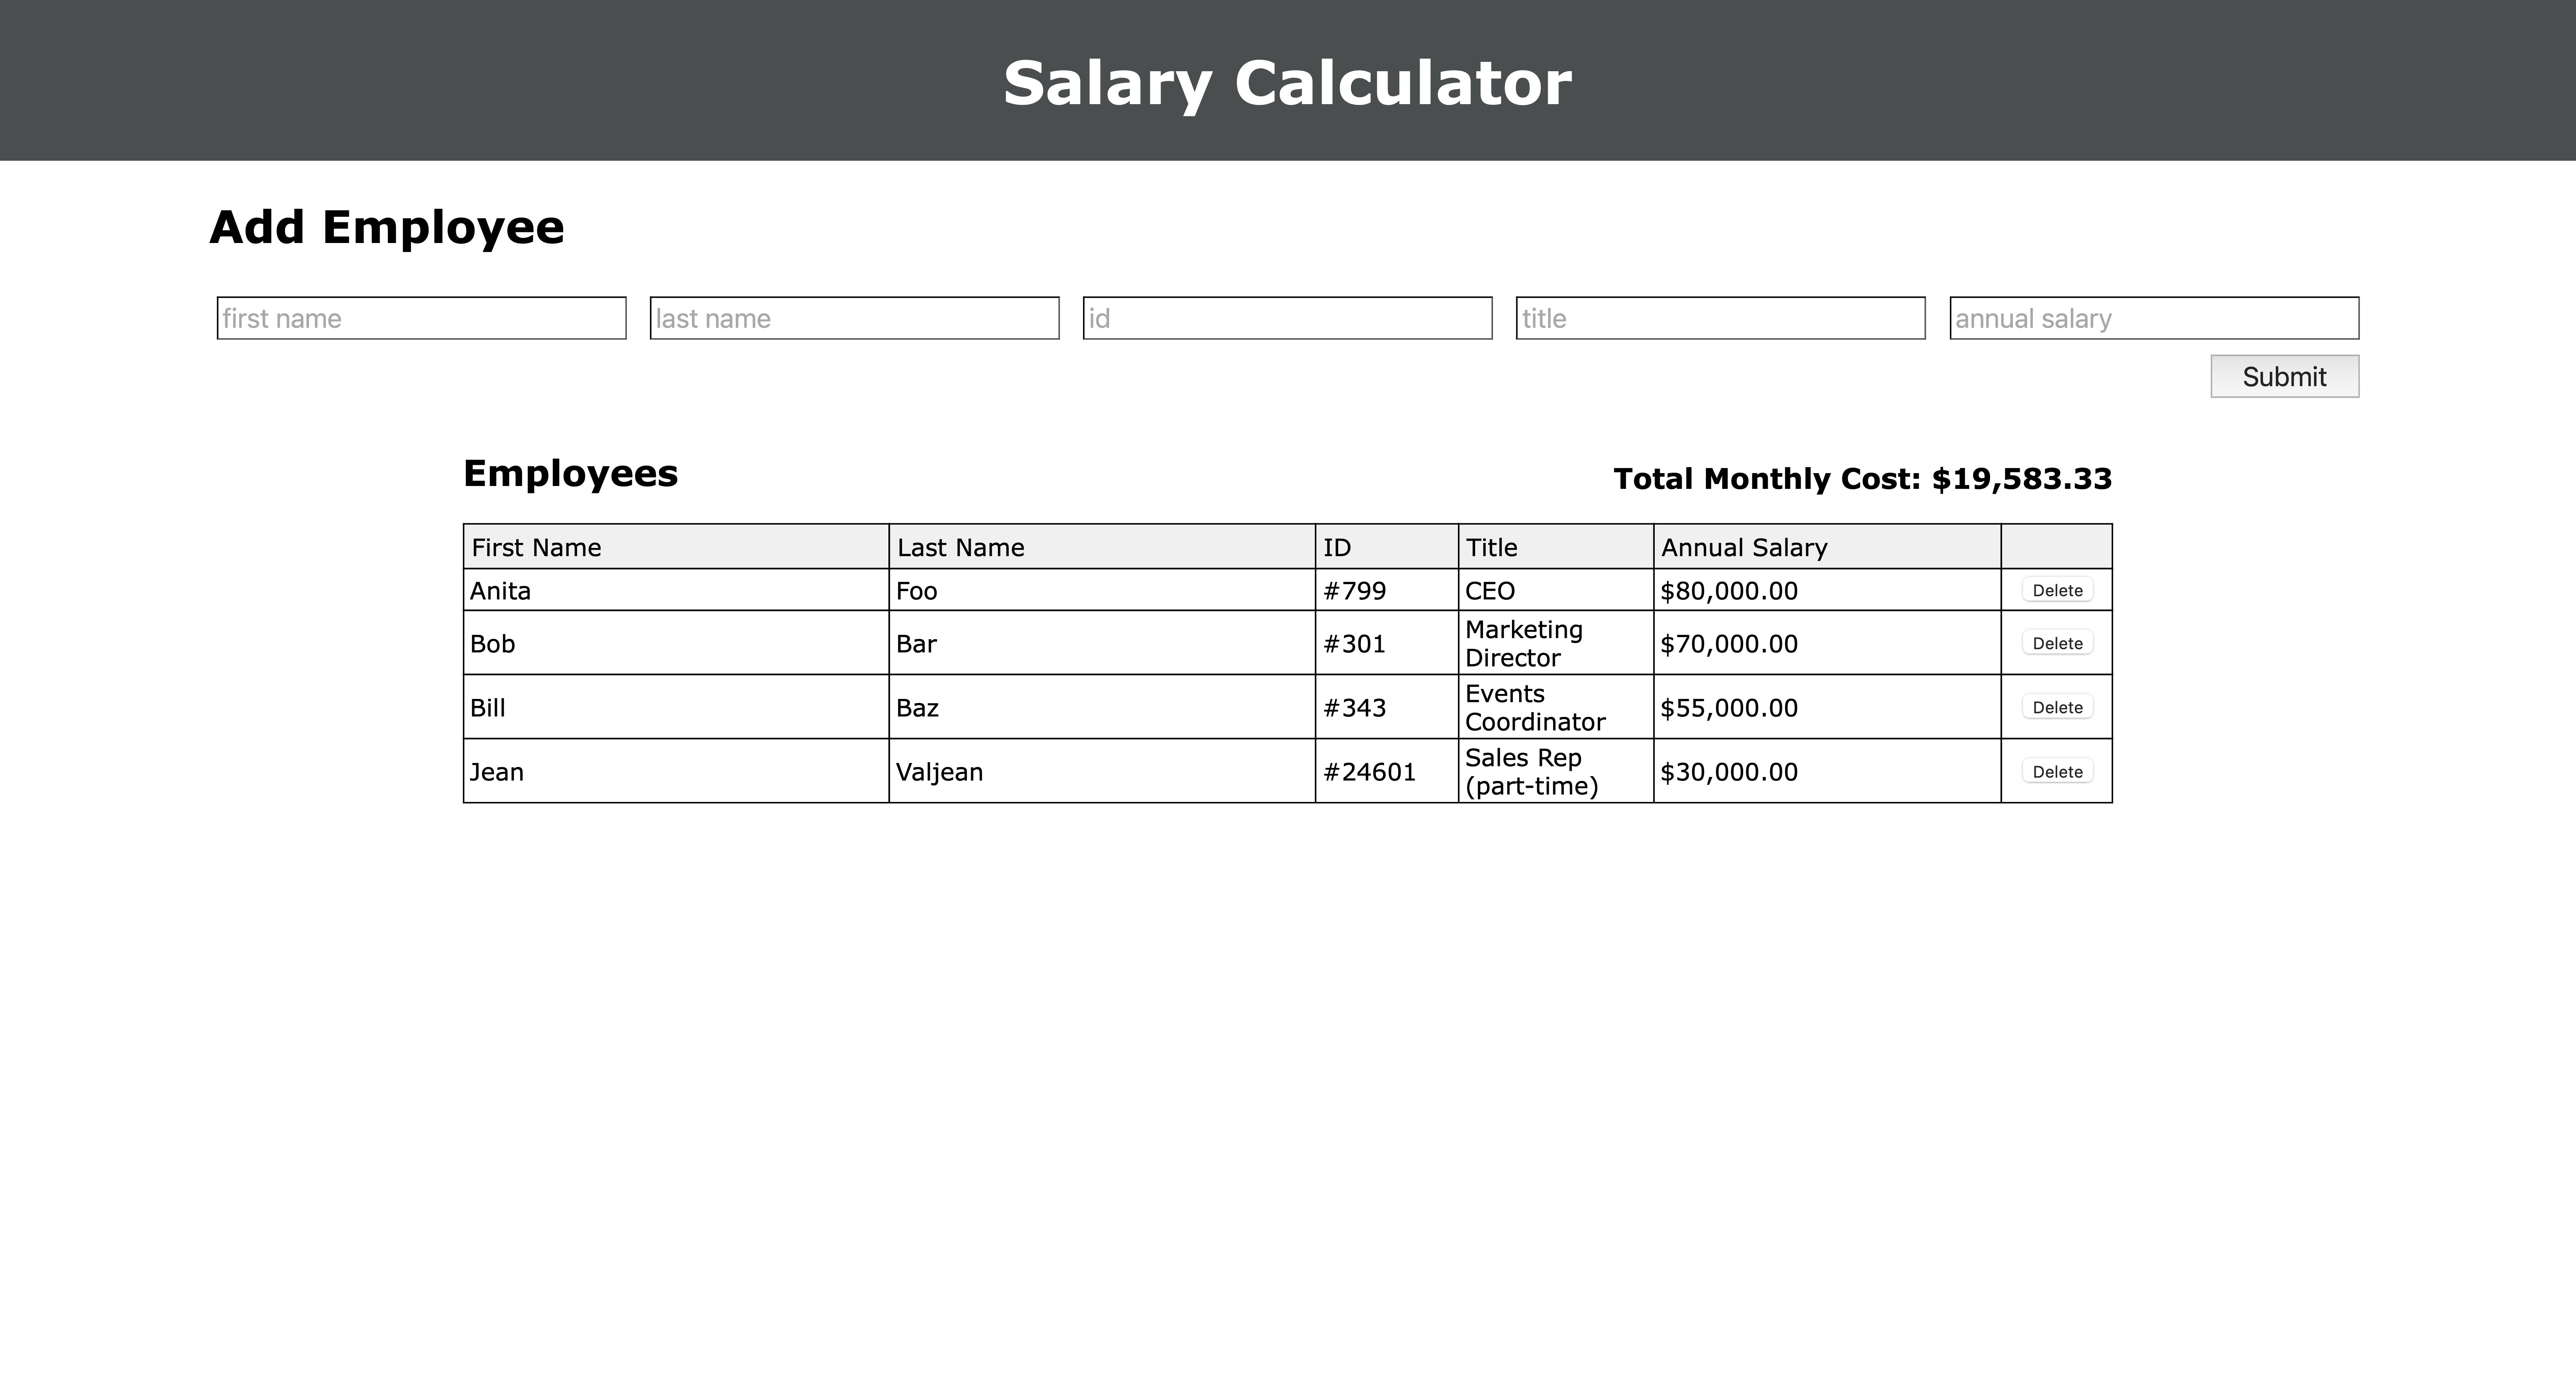 Salary Calculator
Add Employee
first name last name id title annual salary
Submit
Employees Total Monthly Cost: $19,583.33
First Name Last Name ID Title Annual Salary
Anita Foo #799 CEO $80,000.00 Delete
Bob Bar #301 Marketing Director $70,000.00 Delete
Bill Baz #343 Events Coordinator $55,000.00 Delete
Jean Valjean #24601 Sales Rep (part-time) $30,000.00 Delete